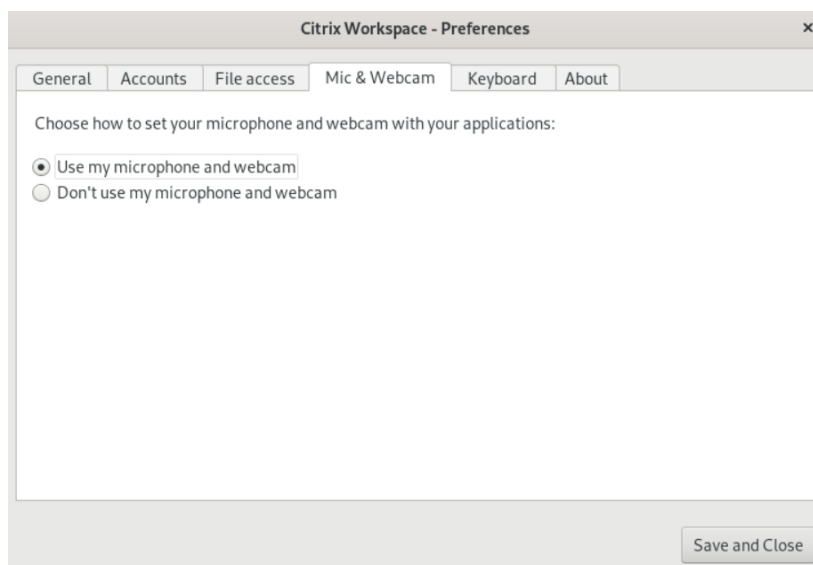 Citrix Workspace - Preferences ×
General Accounts File access Mic & Webcam Keyboard About
Choose how to set your microphone and webcam with your applications:
Use my microphone and webcam
Don't use my microphone and webcam
Save and Close